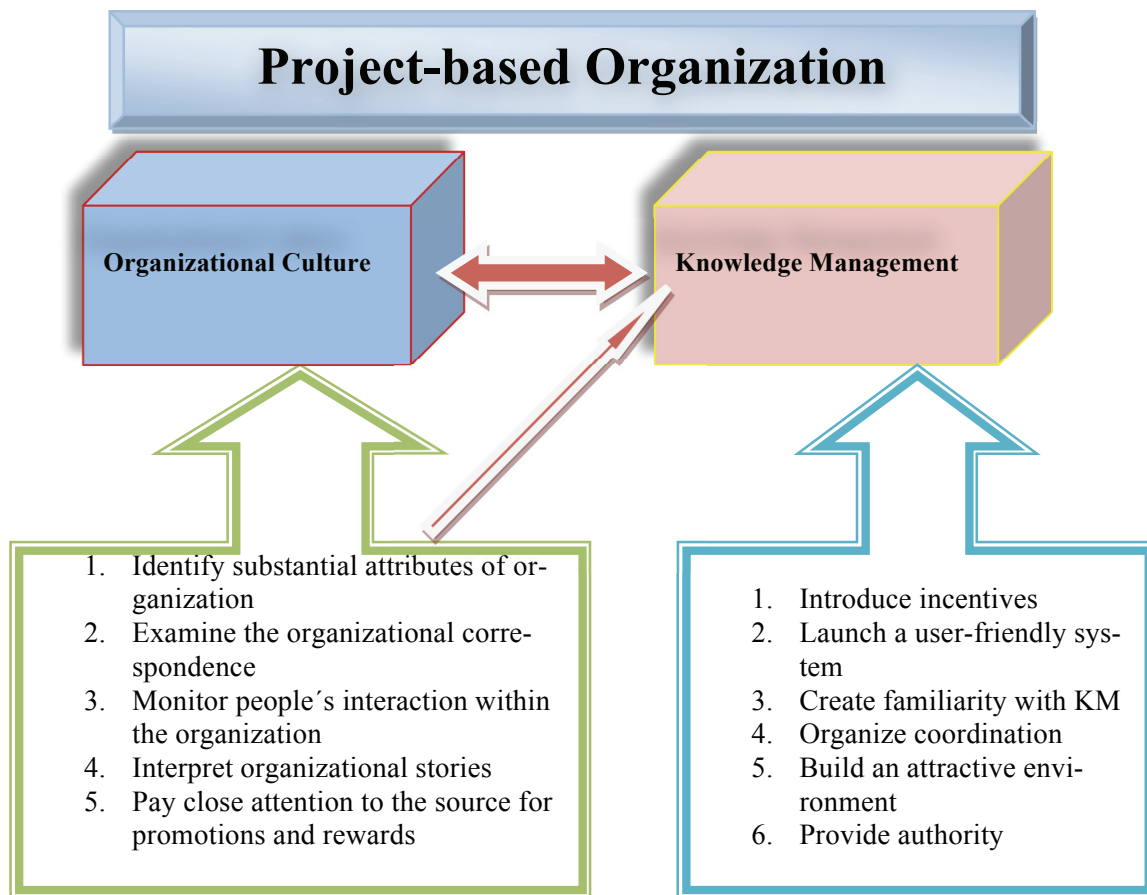 Project-based Organization
Organizational Culture
Knowledge Management
1. Identify substantial attributes of or-
ganization
2. Examine the organizational corre-
spondence
3. Monitor people´s interaction within
the organization
4. Interpret organizational stories
5. Pay close attention to the source for
promotions and rewards
1. Introduce incentives
2. Launch a user-friendly sys-
tem
3. Create familiarity with KM
4. Organize coordination
5. Build an attractive envi-
ronment
6. Provide authority